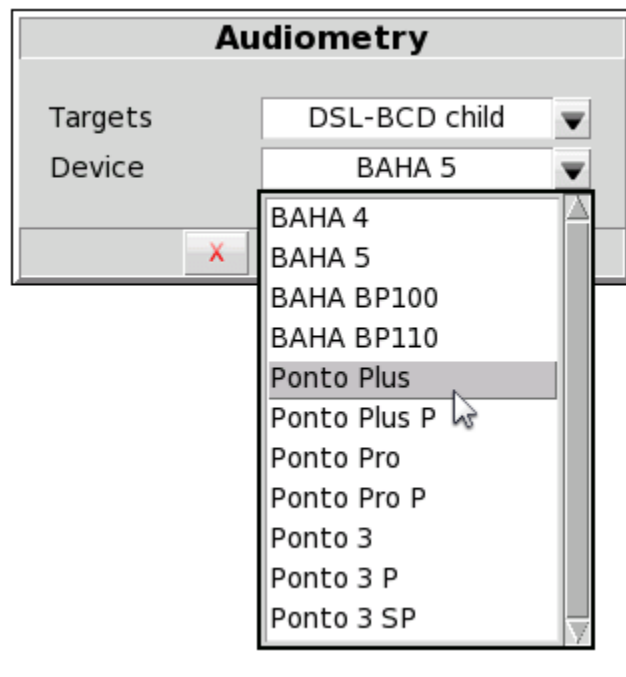 Audiometry
Targets DSL-BCD child
Device BAHA 5
BAHA 4
BAHA 5
BAHA BP100
BAHA BP110
Ponto Plus
Ponto Plus P
Ponto Pro
Ponto Pro P
Ponto 3
Ponto 3 P
Ponto 3 SP